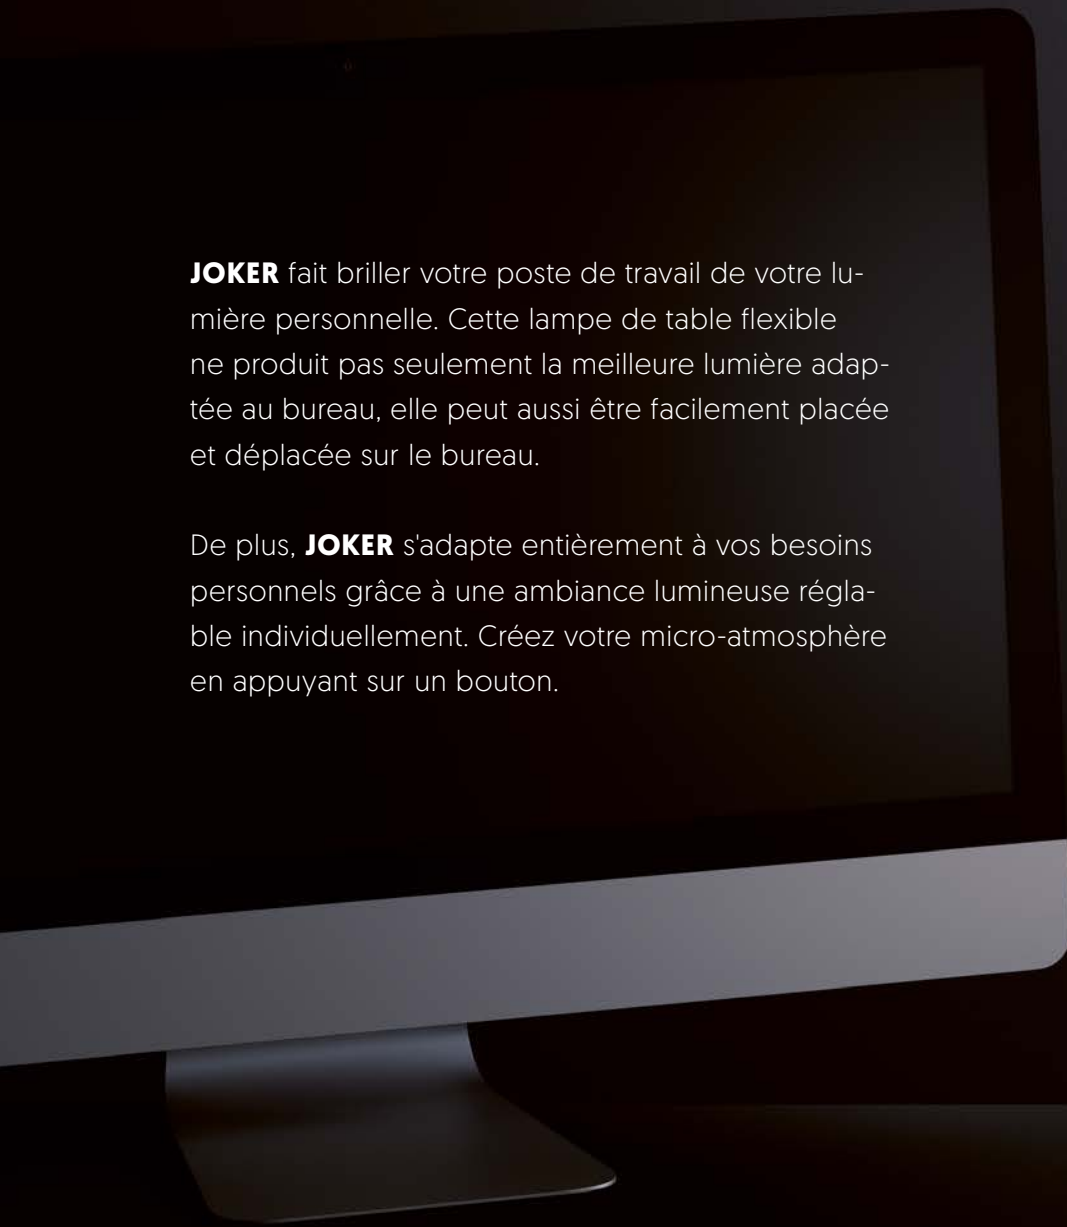 JOKER fait briller votre poste de travail de votre lu-
mière personnelle. Cette lampe de table flexible
ne produit pas seulement la meilleure lumière adap-
tée au bureau, elle peut aussi être facilement placée
et déplacée sur le bureau.
De plus, JOKER s'adapte entièrement à vos besoins
personnels grâce à une ambiance lumineuse régla-
ble individuellement. Créez votre micro-atmosphère
en appuyant sur un bouton.